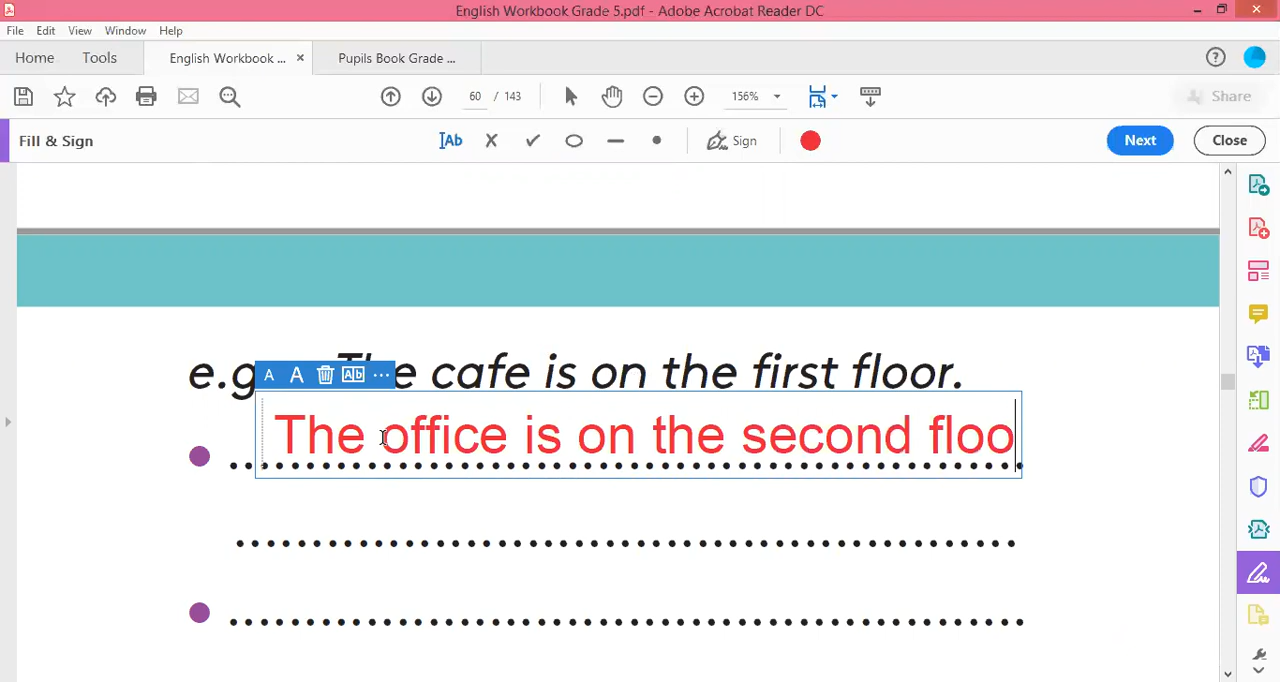 English Workbook Grade 5.pdf - Adobe Acrobat Reader DC
File Edit View Window Help
Home Tools English Workbook ... × Pupils Book Grade ...
60 / 143 156% Share
Fill & Sign Ab Sign Next Close
e.g. The cafe is on the first floor.
A A Ab ...
The office is on the second floo